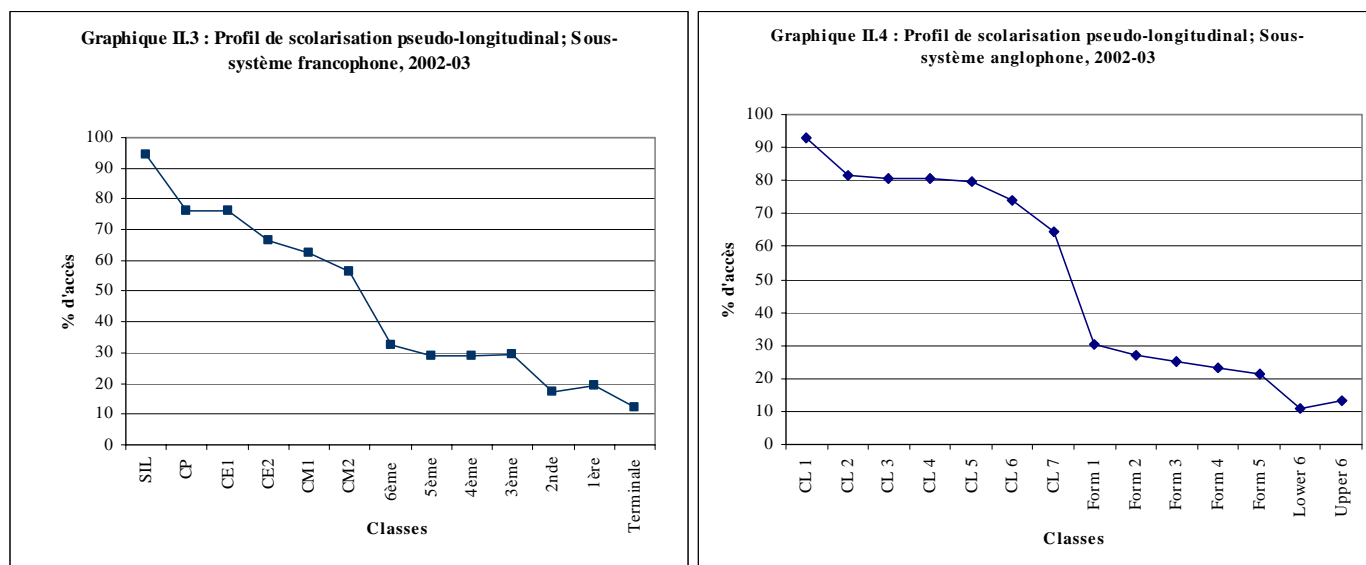 Graphique II.3 : Profil de scolarisation pseudo-longitudinal; Sous-
système francophone, 2002-03
100
90
80
70
60
50
40
30
20
10
0
% d'accès
SIL
CP
CE1
CE2
CM1
CM2
6ème
5ème
4ème
3ème
2nde
1ère
Terminale
Classes
Graphique II.4 : Profil de scolarisation pseudo-longitudinal; Sous-
système anglophone, 2002-03
100
90
80
70
60
50
40
30
20
10
0
% d'accès
CL 1
CL 2
CL 3
CL 4
CL 5
CL 6
CL 7
Form 1
Form 2
Form 3
Form 4
Form 5
Lower 6
Upper 6
Classes